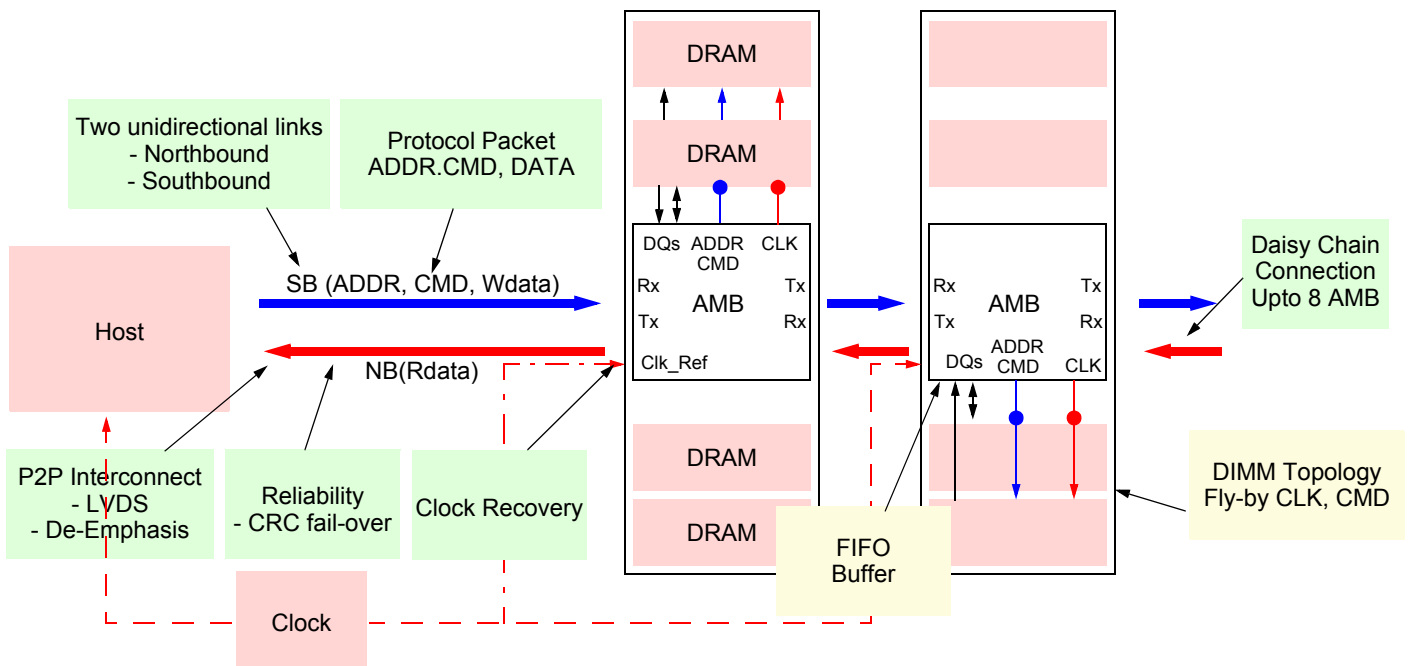 DRAM
DRAM
Two unidirectional links
- Northbound
- Southbound
Protocol Packet
ADDR.CMD, DATA
DQs ADDR CMD CLK
Rx Tx
AMB
Tx Rx
Clk_Ref
SB (ADDR, CMD, Wdata)
Host
NB(Rdata)
Rx Tx
AMB
Tx Rx
DQs ADDR CMD CLK
Daisy Chain
Connection
Upto 8 AMB
P2P Interconnect
- LVDS
- De-Emphasis
Reliability
- CRC fail-over
Clock Recovery
DRAM
DRAM
DIMM Topology
Fly-by CLK, CMD
FIFO
Buffer
Clock